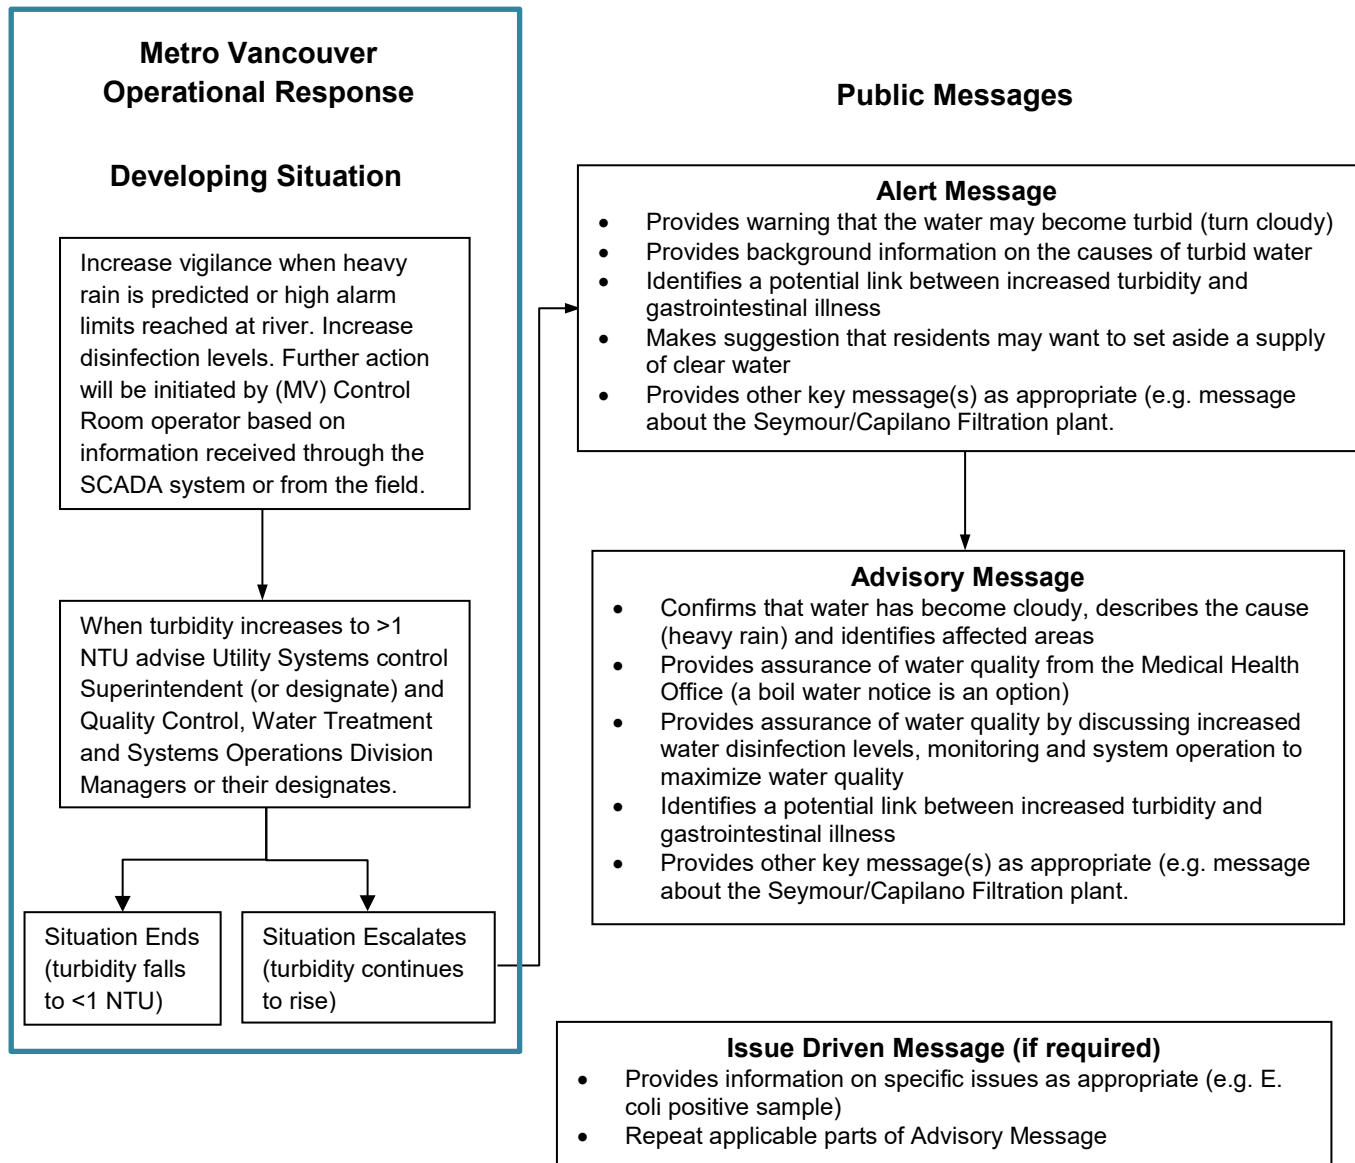 Metro Vancouver
Operational Response
Developing Situation
Increase vigilance when heavy
rain is predicted or high alarm
limits reached at river. Increase
disinfection levels. Further action
will be initiated by (MV) Control
Room operator based on
information received through the
SCADA system or from the field.
When turbidity increases to >1
NTU advise Utility Systems control
Superintendent (or designate) and
Quality Control, Water Treatment
and Systems Operations Division
Managers or their designates.
Situation Ends
(turbidity falls
to <1 NTU)
Situation Escalates
(turbidity continues
to rise)
Public Messages
Alert Message
• Provides warning that the water may become turbid (turn cloudy)
• Provides background information on the causes of turbid water
• Identifies a potential link between increased turbidity and
gastrointestinal illness
• Makes suggestion that residents may want to set aside a supply
of clear water
• Provides other key message(s) as appropriate (e.g. message
about the Seymour/Capilano Filtration plant.
Advisory Message
• Confirms that water has become cloudy, describes the cause
(heavy rain) and identifies affected areas
• Provides assurance of water quality from the Medical Health
Office (a boil water notice is an option)
• Provides assurance of water quality by discussing increased
water disinfection levels, monitoring and system operation to
maximize water quality
• Identifies a potential link between increased turbidity and
gastrointestinal illness
• Provides other key message(s) as appropriate (e.g. message
about the Seymour/Capilano Filtration plant.
Issue Driven Message (if required)
• Provides information on specific issues as appropriate (e.g. E.
coli positive sample)
• Repeat applicable parts of Advisory Message